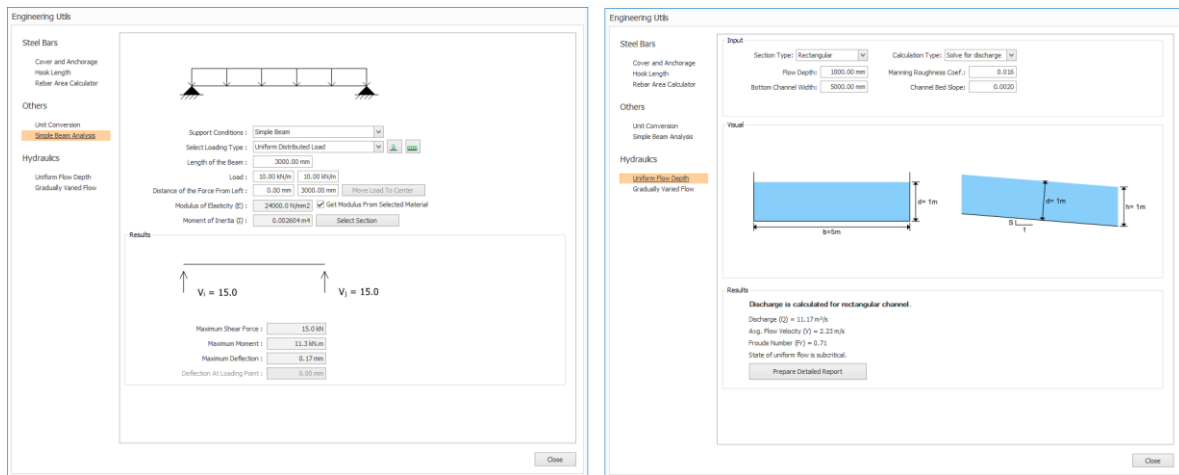 Engineering Utils
Steel Bars
Cover and Anchorage
Hook Length
Rebar Area Calculator
Others
Unit Conversion
Simple Beam Analysis
Hydraulics
Uniform Flow Depth
Gradually Varied Flow
Support Conditions : Simple Beam
Select Loading Type : Uniform Distributed Load
Length of the Beam : 3000.00 mm
Load : 10.00 kN/m 10.00 kN/m
Distance of the Force From Left : 0.00 mm 3000.00 mm Move Load To Center
Modulus of Elasticity (E) : 24000.0 N/mm2 Get Modulus From Selected Material
Moment of Inertia (I) : 0.002604 m4 Select Section
Results
Vi = 15.0 Vj = 15.0
Maximum Shear Force : 15.0 kN
Maximum Moment : 11.3 kN.m
Maximum Deflection : 0.17 mm
Deflection At Loading Point : 0.00 mm
Close
Engineering Utils
Steel Bars
Cover and Anchorage
Hook Length
Rebar Area Calculator
Others
Unit Conversion
Simple Beam Analysis
Hydraulics
Uniform Flow Depth
Gradually Varied Flow
Input
Section Type: Rectangular Calculation Type: Solve for discharge
Flow Depth: 1000.00 mm Manning Roughness Coef.: 0.016
Bottom Channel Width: 5000.00 mm Channel Bed Slope: 0.0020
Visual
d= 1m
b=5m
d= 1m
h= 1m
S
1
Results
Discharge is calculated for rectangular channel.
Discharge (Q) = 11.17 m³/s
Avg. Flow Velocity (V) = 2.23 m/s
Froude Number (Fr) = 0.71
State of uniform flow is subcritical.
Prepare Detailed Report
Close